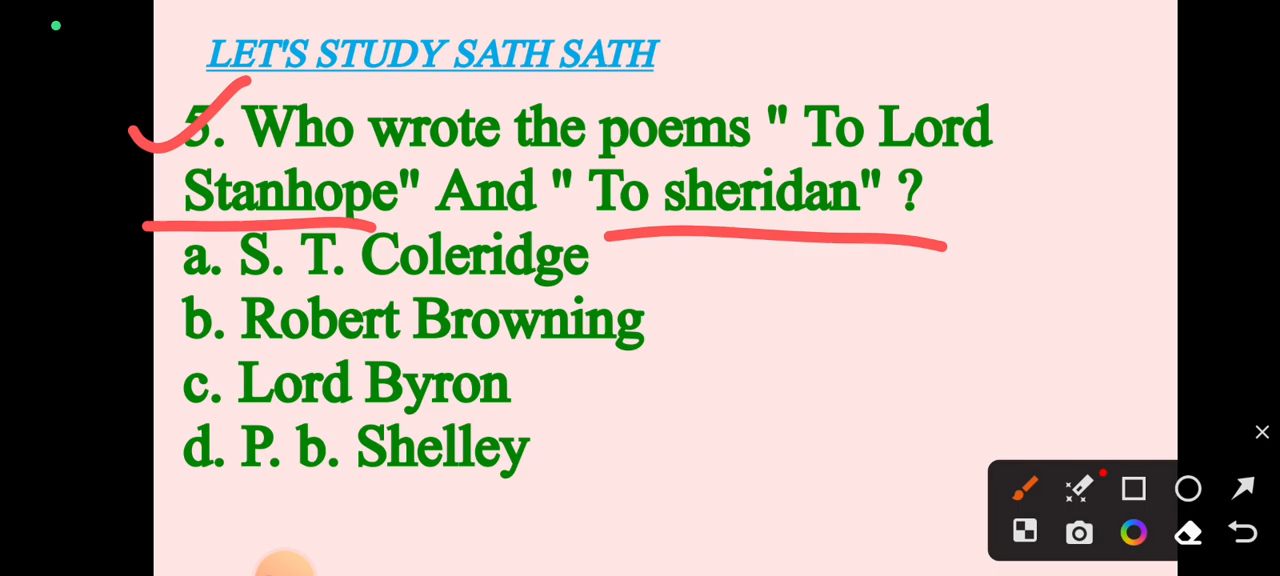 LET'S STUDY SATH SATH
5. Who wrote the poems " To Lord
Stanhope" And " To sheridan" ?
a. S. T. Coleridge
b. Robert Browning
c. Lord Byron
d. P. b. Shelley